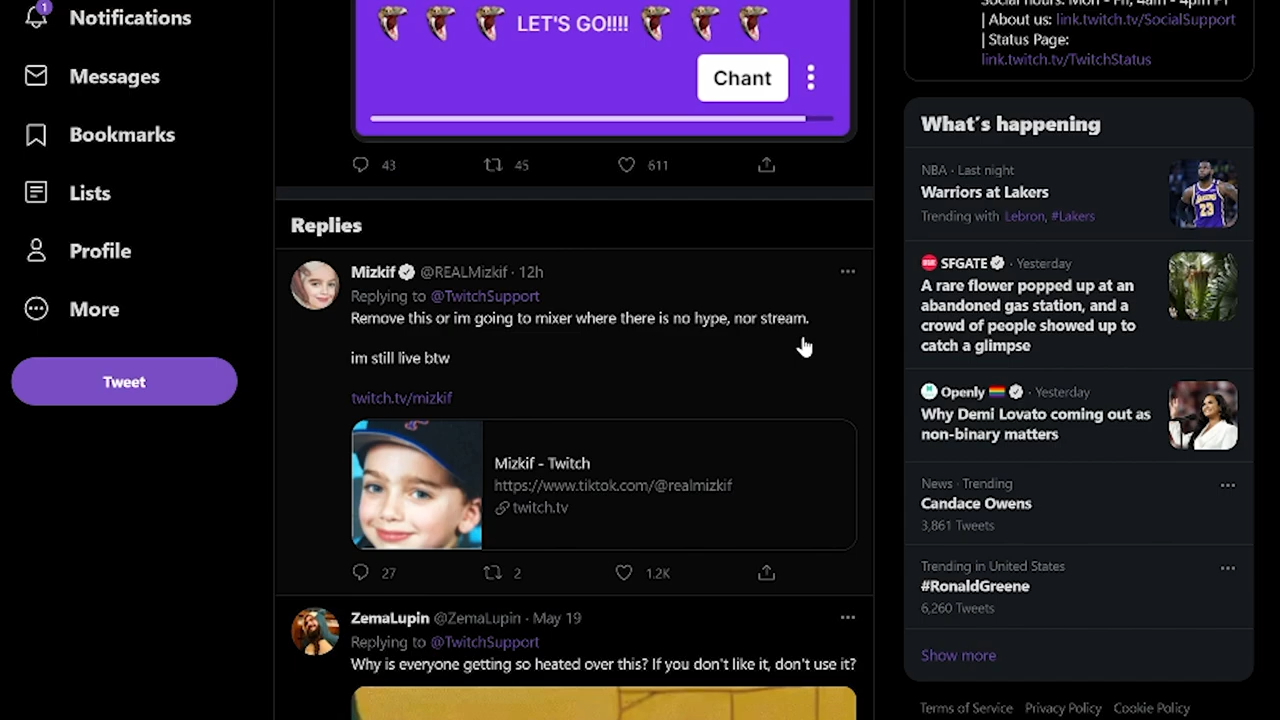 1
Notifications
Messages
Bookmarks
Lists
Profile
More
Tweet
LET'S GO!!!!
Chant
43 45 611
Replies
Mizkif @REALMizkif · 12h
Replying to @TwitchSupport
Remove this or im going to mixer where there is no hype, nor stream.
im still live btw
twitch.tv/mizkif
Mizkif - Twitch
https://www.tiktok.com/@realmizkif
twitch.tv
27 2 1.2K
ZemaLupin @ZemaLupin · May 19
Replying to @TwitchSupport
Why is everyone getting so heated over this? If you don't like it, don't use it?
Social hours: Mon - Fri, 4am - 4pm PT
| About us: link.twitch.tv/SocialSupport
| Status Page:
link.twitch.tv/TwitchStatus
What's happening
NBA · Last night
Warriors at Lakers
Trending with Lebron, #Lakers
SFGATE · Yesterday
A rare flower popped up at an
abandoned gas station, and a
crowd of people showed up to
catch a glimpse
Openly · Yesterday
Why Demi Lovato coming out as
non-binary matters
News · Trending
Candace Owens
3,861 Tweets
Trending in United States
#RonaldGreene
6,260 Tweets
Show more
Terms of Service Privacy Policy Cookie Policy